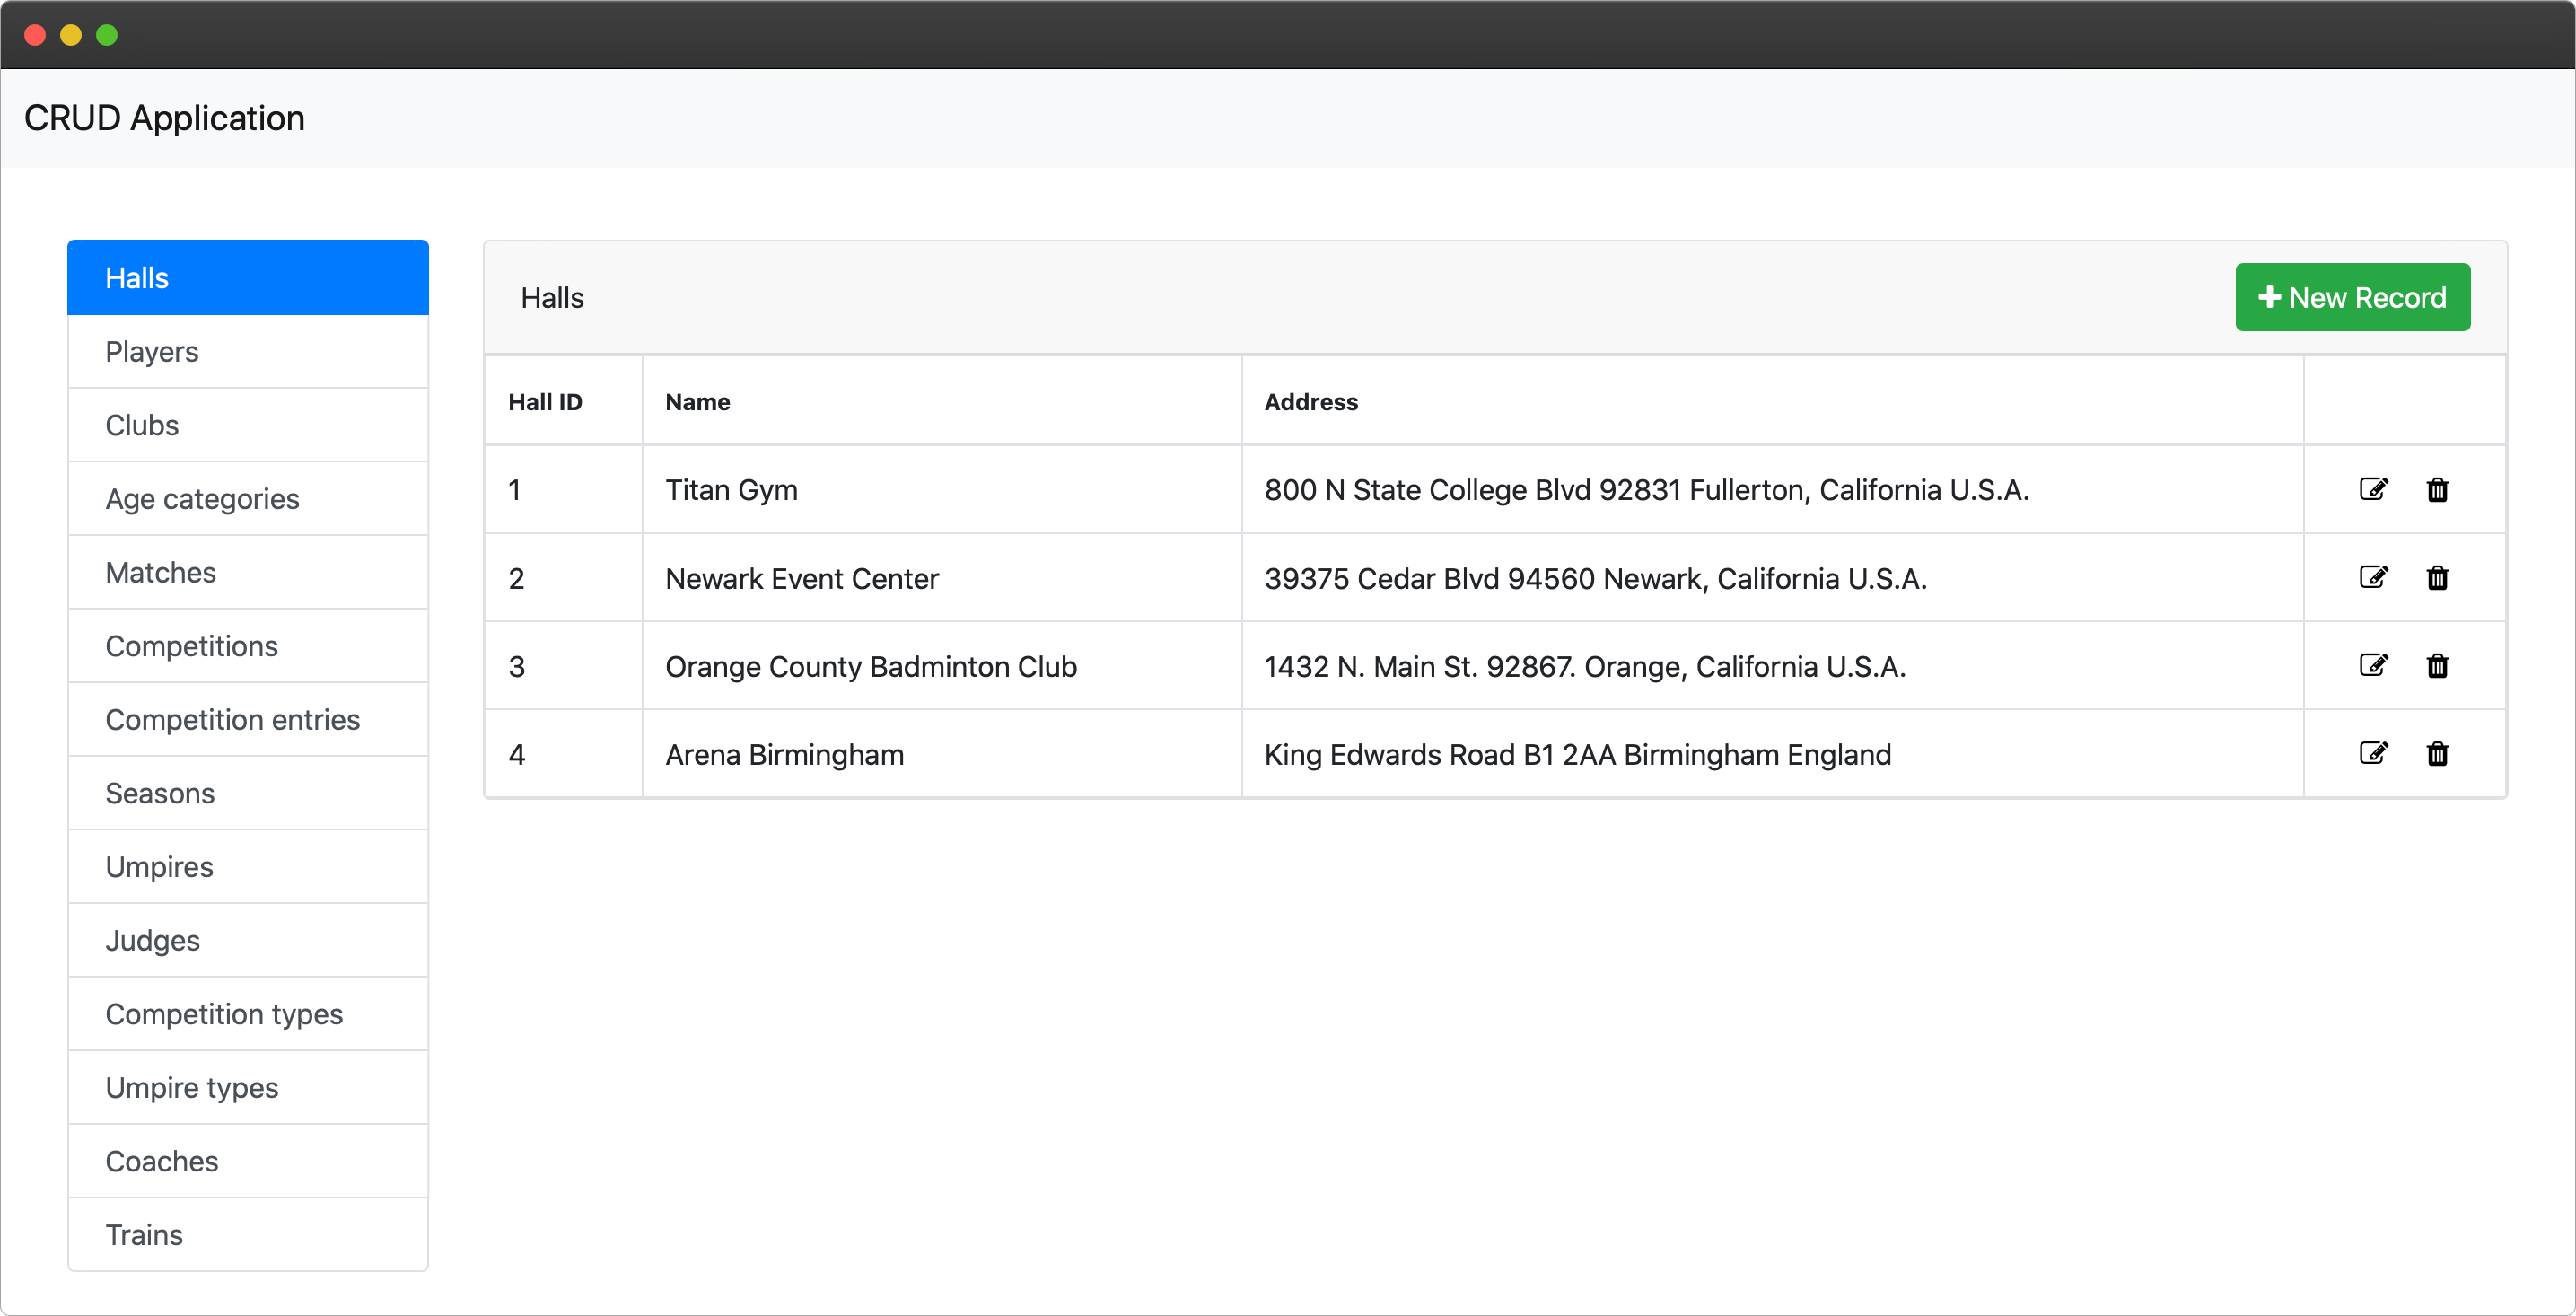 CRUD Application
Halls
Players
Clubs
Age categories
Matches
Competitions
Competition entries
Seasons
Umpires
Judges
Competition types
Umpire types
Coaches
Trains
Halls
New Record
Hall ID Name Address
1 Titan Gym 800 N State College Blvd 92831 Fullerton, California U.S.A.
2 Newark Event Center 39375 Cedar Blvd 94560 Newark, California U.S.A.
3 Orange County Badminton Club 1432 N. Main St. 92867. Orange, California U.S.A.
4 Arena Birmingham King Edwards Road B1 2AA Birmingham England